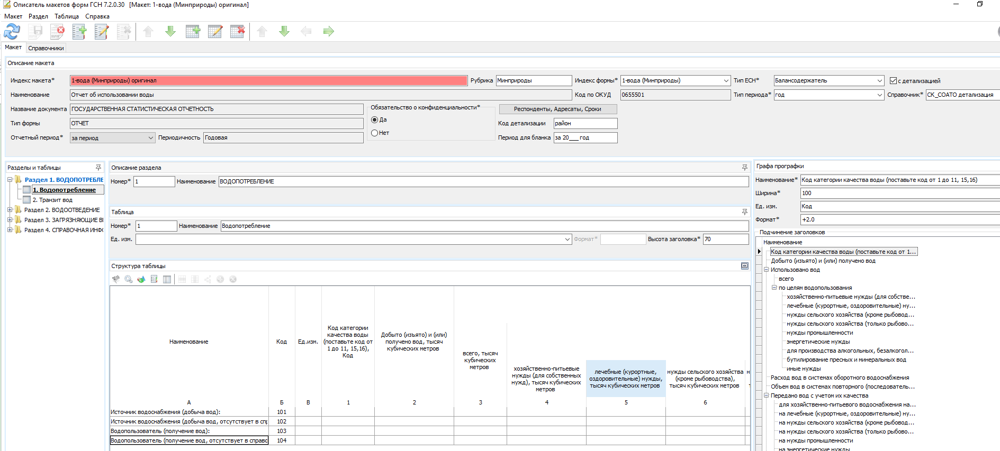 Описатель макетов форм ГСН 7.2.0.30 [Макет: 1-вода (Минприроды) оригинал]
Макет Раздел Таблица Справка
Макет Справочники
Описание макета
Индекс макета* 1-вода (Минприроды) оригинал Рубрика Минприроды Индекс формы* 1-вода (Минприроды) Тип ЕСН* Балансодержатель с детализацией
Наименование Отчет об использовании воды Код по ОКУД 0655501 Тип периода* год Справочник* СК_СОАТО детализация
Название документа ГОСУДАРСТВЕННАЯ СТАТИСТИЧЕСКАЯ ОТЧЕТНОСТЬ Обязательство о конфиденциальности* Респонденты, Адресаты, Сроки
Тип формы ОТЧЕТ Да Код детализации район
Отчетный период* за период Периодичность Годовая Нет Период для бланка за 20___ год
Разделы и таблицы
Раздел 1. ВОДОПОТРЕБЛЕ
1. Водопотребление
2. Транзит вод
Раздел 2. ВОДООТВЕДЕНИЕ
Раздел 3. ЗАГРЯЗНЯЮЩИЕ ВІ
Раздел 4. СПРАВОЧНАЯ ИНФО
Описание раздела
Номер* 1 Наименование ВОДОПОТРЕБЛЕНИЕ
Таблица
Номер* 1 Наименование Водопотребление
Ед. изм. Формат* Высота заголовка* 70
Структура таблицы
Наименование
Код
Ед.изм.
Код категории
качества воды
(поставьте код от
1 до 11, 15,16),
Код
Добыто (изъято) и (или)
получено вод, тысяч
кубических метров
всего, тысяч
кубических
метров
хозяйственно-питьевые
нужды (для собственных
нужд), тысяч кубических
метров
лечебные (курортные,
оздоровительные) нужды,
тысяч кубических метров
нужды сельского хозяйства
(кроме рыбоводства),
тысяч кубических метров
А Б В 1 2 3 4 5 6
Источник водоснабжения (добыча вод): 101
Источник водоснабжения (добыча вод, отсутствует в спр 102
Водопользователь (получение вод): 103
Водопользователь (получение вод, отсутствует в справо 104
Графа прографки
Наименование* Код категории качества воды (поставьте код от 1 до 11, 15,16)
Ширина* 100
Ед. изм. Код
Формат* +2.0
Подчинение заголовков
Наименование
Код категории качества воды (поставьте код от 1...
Добыто (изъято) и (или) получено вод
Использовано вод
всего
по целям водопользования
хозяйственно-питьевые нужды (для собстве...
лечебные (курортные, оздоровительные) ну...
нужды сельского хозяйства (кроме рыбовод...
нужды сельского хозяйства (только рыбово...
нужды промышленности
энергетические нужды
для производства алкогольных, безалкогол...
бутилирование пресных и минеральных вод
иные нужды
Расход вод в системах оборотного водоснабжения
Объем вод в системах повторного (последователь...
Передано вод с учетом их качества
для хозяйственно-питьевого водоснабжения на...
на лечебные (курортные, оздоровительные) ну...
на нужды сельского хозяйства (кроме рыбовод...
на нужды сельского хозяйства (только рыбово...
на нужды промышленности
на энергетические нужды